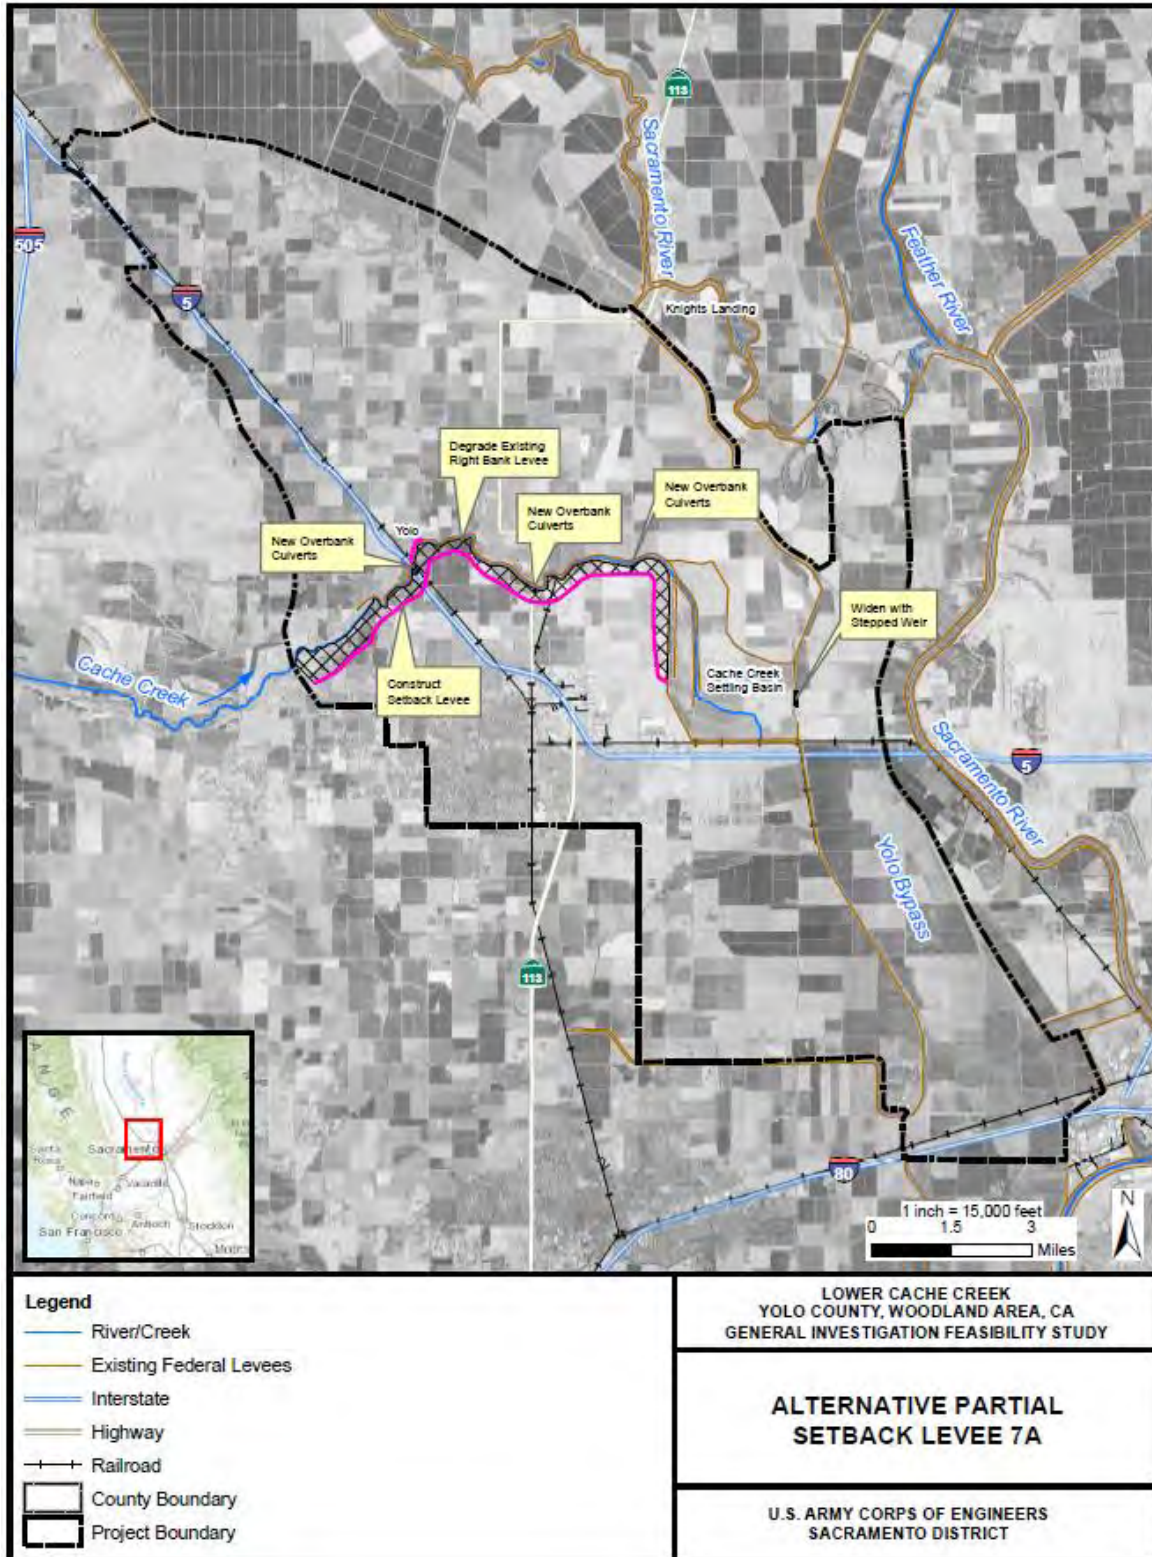 113
Sacramento River
Feather River
505
5
Knights Landing
Degrade Existing
Right Bank Levee
New Overbank
Culverts
New Overbank
Culverts
Yolo
New Overbank
Culverts
Widen with
Stepped Weir
Cache Creek
Construct
Setback Levee
Cache Creek
Settling Basin
5
Sacramento River
Yolo Bypass
113
80
Sacramento
Vacaville
Fairfield
Antioch
Stockton
San Francisco
1 inch = 15,000 feet
0 1.5 3
Miles
N
Legend
River/Creek
Existing Federal Levees
Interstate
Highway
Railroad
County Boundary
Project Boundary
LOWER CACHE CREEK
YOLO COUNTY, WOODLAND AREA, CA
GENERAL INVESTIGATION FEASIBILITY STUDY
ALTERNATIVE PARTIAL
SETBACK LEVEE 7A
U.S. ARMY CORPS OF ENGINEERS
SACRAMENTO DISTRICT